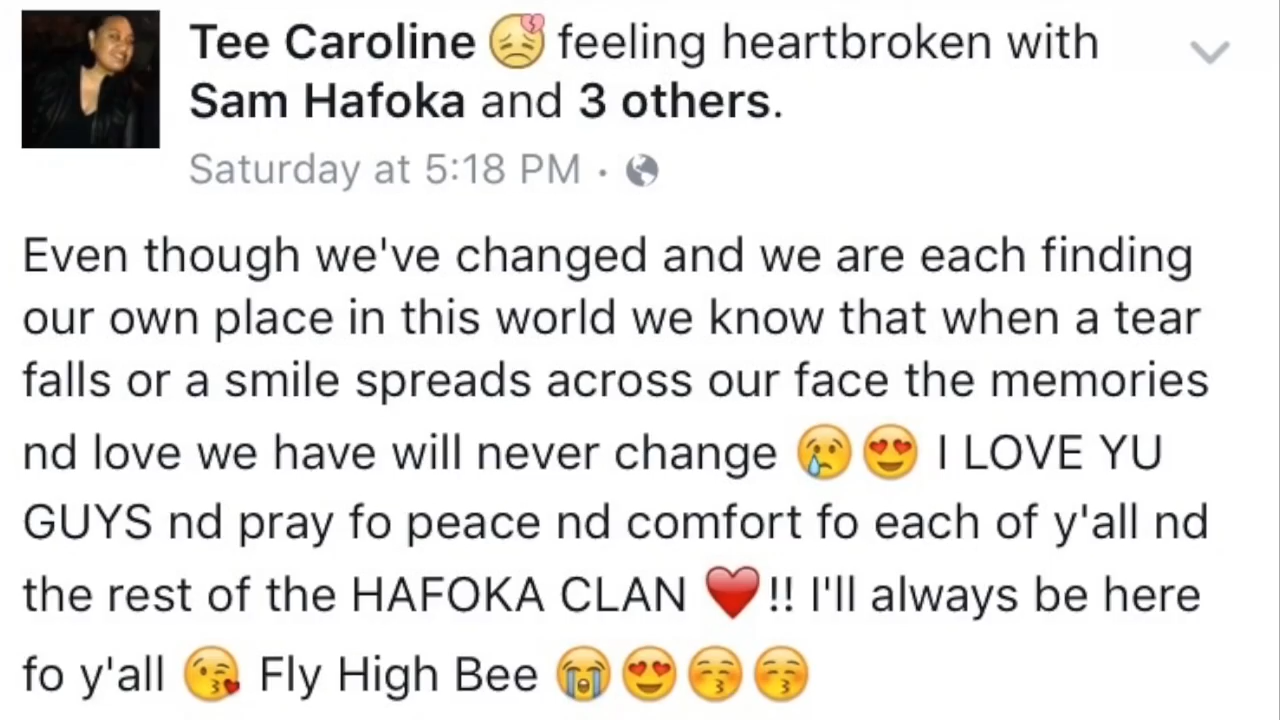 Tee Caroline 😞💔 feeling heartbroken with
Sam Hafoka and 3 others.
Saturday at 5:18 PM ·
Even though we've changed and we are each finding
our own place in this world we know that when a tear
falls or a smile spreads across our face the memories
nd love we have will never change 😢😍 I LOVE YU
GUYS nd pray fo peace nd comfort fo each of y'all nd
the rest of the HAFOKA CLAN ❤️!! I'll always be here
fo y'all 😘 Fly High Bee 😭😍😚😚